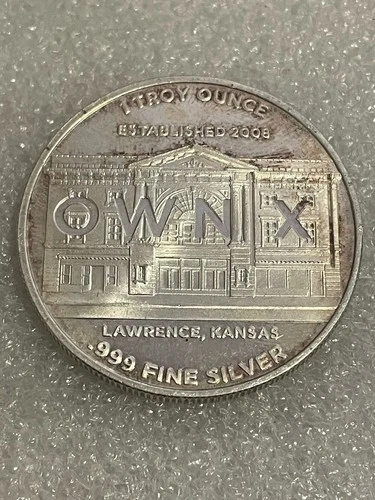 1 TROY OUNCE
ESTABLISHED 2008
OWNX
LAWRENCE, KANSAS
.999 FINE SILVER